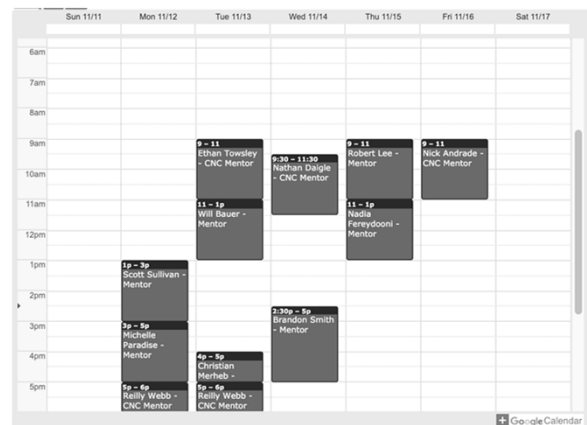 Sun 11/11 Mon 11/12 Tue 11/13 Wed 11/14 Thu 11/15 Fri 11/16 Sat 11/17
6am
7am
8am
9am
10am
11am
12pm
1pm
2pm
3pm
4pm
5pm
1p – 3p
Scott Sullivan -
Mentor
3p – 5p
Michelle
Paradise -
Mentor
5p – 6p
Reilly Webb -
CNC Mentor
9 – 11
Ethan Towsley
- CNC Mentor
11 – 1p
Will Bauer -
Mentor
4p – 5p
Christian
Merheb -
5p – 6p
Reilly Webb -
CNC Mentor
9:30 – 11:30
Nathan Daigle
- CNC Mentor
2:30p – 5p
Brandon Smith
- Mentor
9 – 11
Robert Lee -
Mentor
11 – 1p
Nadia
Fereydooni -
Mentor
9 – 11
Nick Andrade -
CNC Mentor
Google Calendar